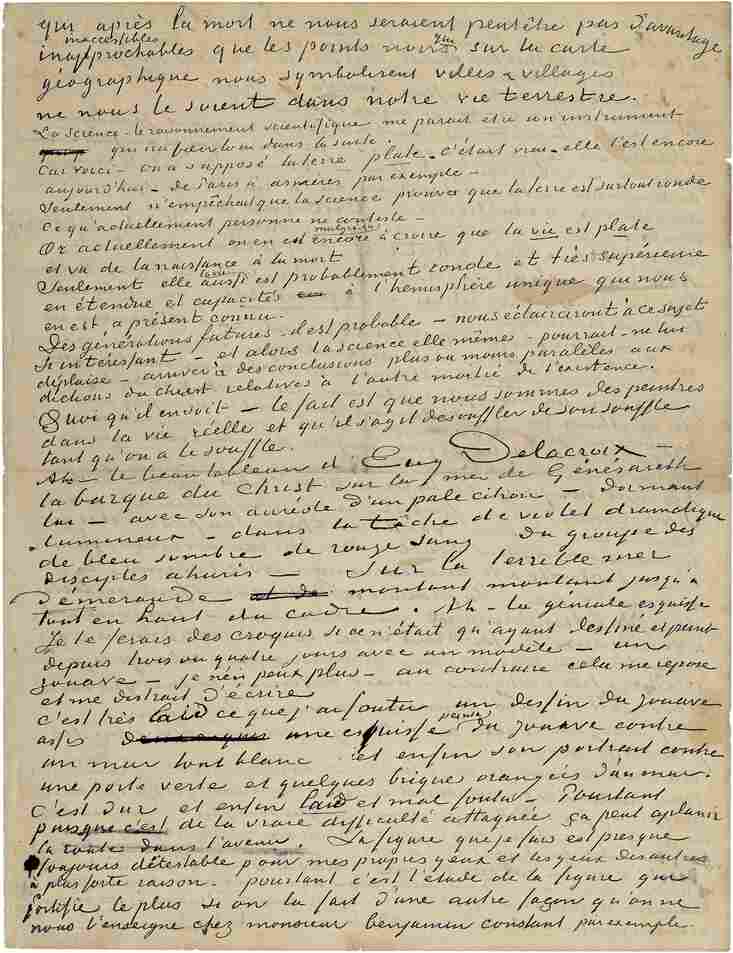 qui après la mort ne nous seraient peutêtre pas davantage
inaccessibles
inapprochables que les points noirs qui sur la carte
géographique nous symbolisent villes & villages
ne nous le soient dans notre vie terrestre.
La science – le raisonnement scientifique me parait etre un instrument
qui ira bien loin dans la suite.
Car voici – on a supposé la terre plate – c'était vrai – elle l'est encore
aujourd'hui – de Paris à Asnières par exemple –
Seulement n'empêche que la science prouve que la terre est surtout ronde
Ce qu'actuellement personne ne conteste –
Or actuellement on en est encore malgré ça à croire que la vie est plate
et va de la naissance à la mort
Seulement elle aussi la vie est probablement ronde et très supérieure
en étendue et capacités à l'hemisphère unique qui nous
en est à présent connu.
Des générations futures – il est probable – nous éclairciront à ce sujet
si intéressant – et alors la science elle même – pourrait – ne lui
déplaise – arriver à des conclusions plus ou moins parallèles aux
dictions du Christ relatives à l'autre moitié de l'existence.
Quoi qu'il en soit – le fait est que nous sommes des peintres
dans la vie réelle et qu'il s'agit de souffler de son souffle
tant qu'on a le souffle.
Ah – le beau tableau d'Eug Delacroix –
la barque du Christ sur la mer de Génésareth
lui – avec son auréole d'un pâle citron – dormant
lumineux – dans la tâche de violet dramatique
de bleu sombre de rouge sang du groupe des
disciples ahuris – Sur la terrible mer
d'émeraude montant montant jusqu'à
tout en haut du cadre. Ah – la géniale esquisse
Je te ferais des croquis si ce n'était qu'ayant dessiné et peint
depuis trois ou quatre jours avec un modèle – un
zouave – je n'en peux plus – au contraire cela me repose
et me distrait d'écrire
C'est très laid ce que j'ai foutu un dessin du zouave
assis une esquisse peinte du zouave contre
un mur tout blanc et enfin son portrait contre
une porte verte et quelques briques orangées d'un mur.
C'est dur et enfin laid et mal foutu – Pourtant
puisque c'est de la vraie difficulté attaquée ça peut aplanir
la route dans l'avenir. La figure que je fais est presque
toujours détestable pour mes propres yeux et les yeux des autres
à plus forte raison. pourtant c'est l'étude de la figure qui
fortifie le plus si on la fait d'une autre façon qu'on ne
nous l'enseigne chez monsieur benjamin constant par exemple.